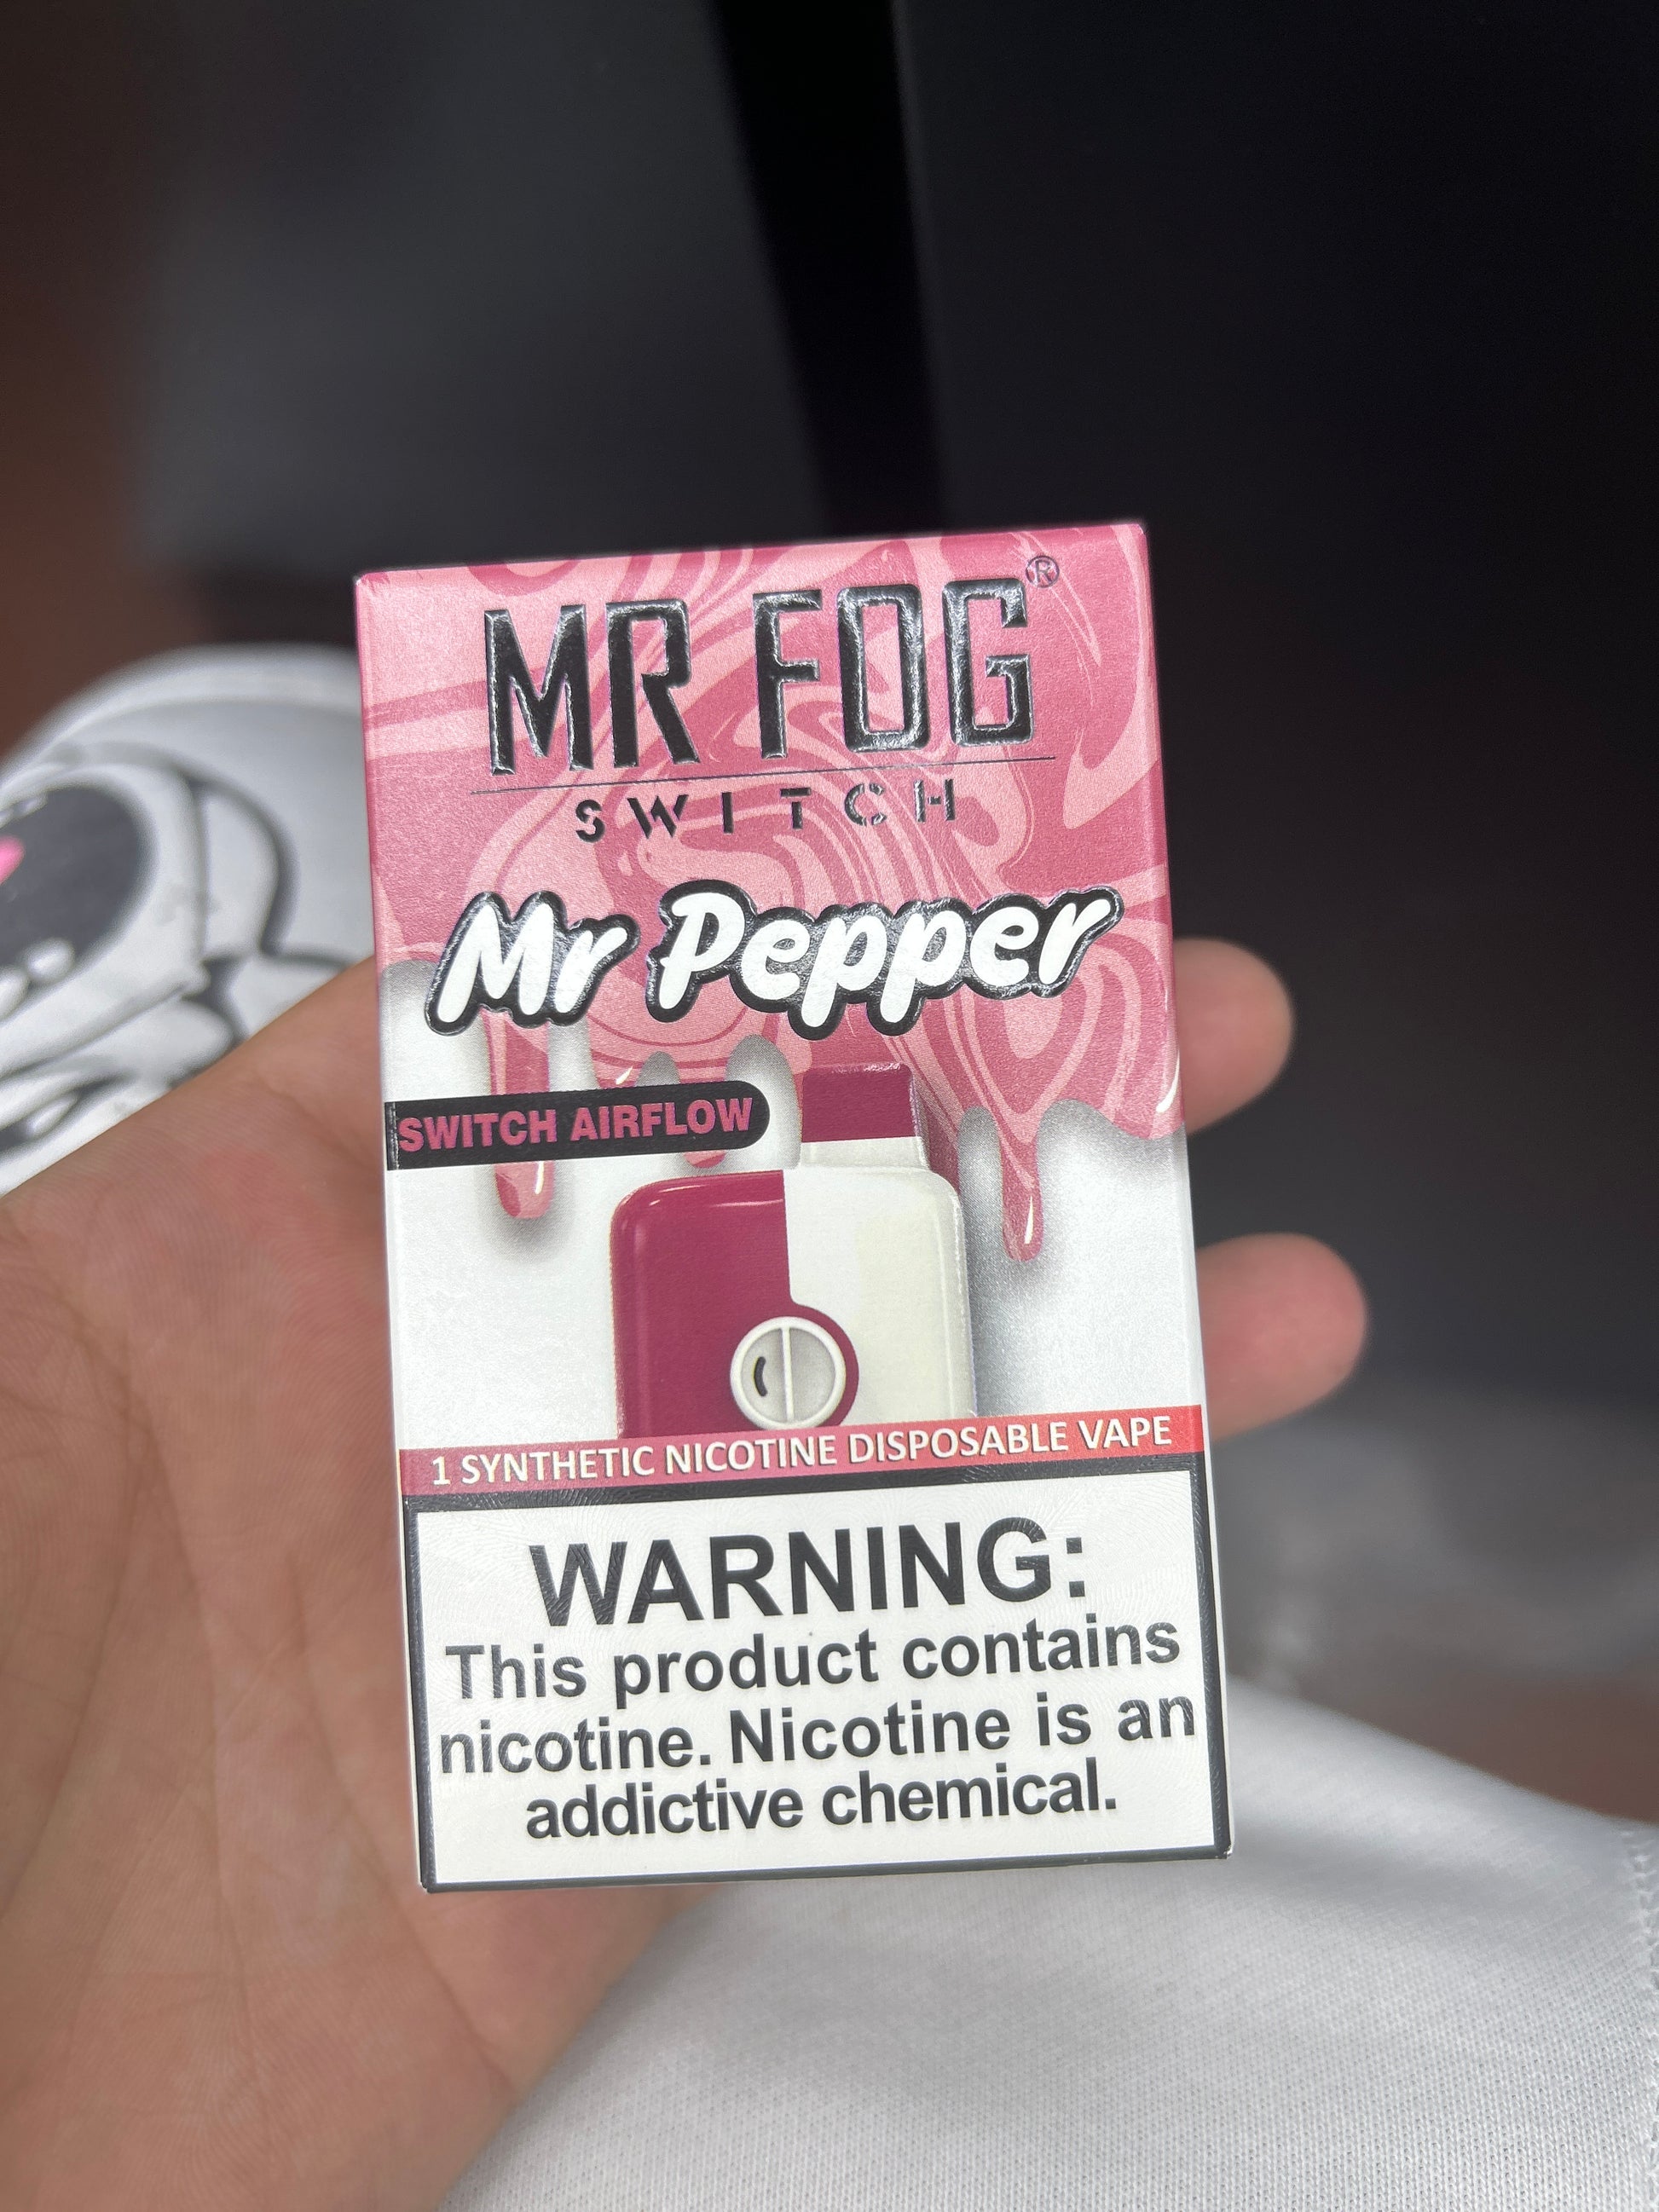 MR FOG®
SWITCH
Mr Pepper
SWITCH AIRFLOW
1 SYNTHETIC NICOTINE DISPOSABLE VAPE
WARNING:
This product contains
nicotine. Nicotine is an
addictive chemical.